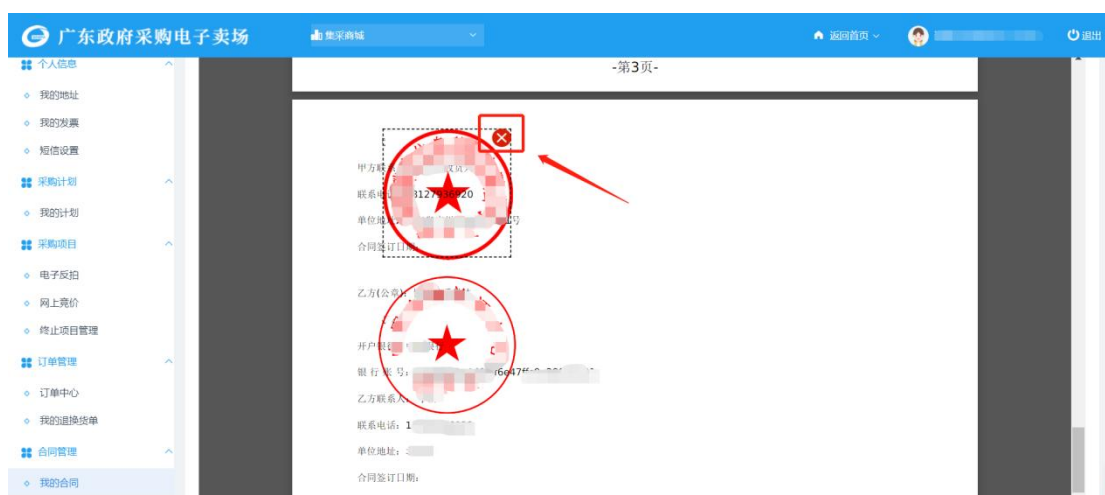 广东政府采购电子卖场
集采商城
返回首页
退出
个人信息
我的地址
我的发票
短信设置
采购计划
我的计划
采购项目
电子反拍
网上竞价
终止项目管理
订单管理
订单中心
我的退换货单
合同管理
我的合同
-第3页-
甲方联
联系电
单位地
号
合同签订日期:
乙方(公章):
开户银
银 行 账 号:
乙方联系人:
联系电话: 1
单位地址:
合同签订日期: